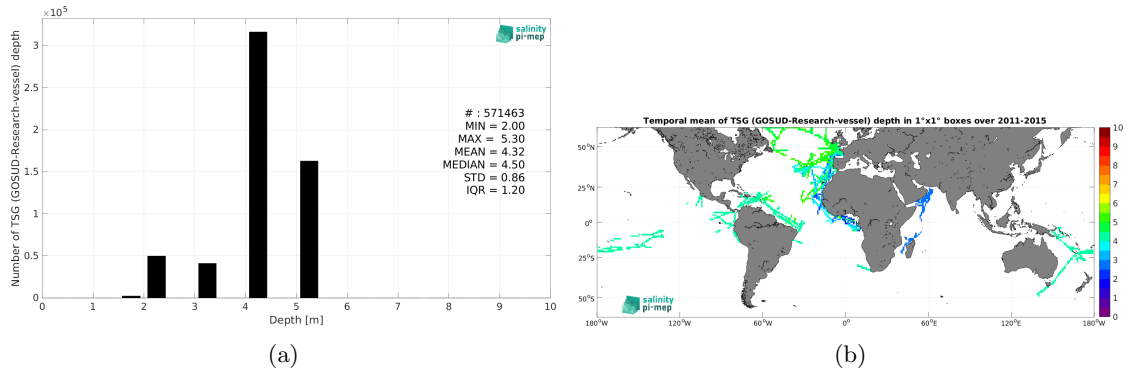 ×10⁵
3
2.5
2
1.5
1
0.5
0
0 1 2 3 4 5 6 7 8 9 10
Number of TSG (GOSUD-Research-vessel) depth
Depth [m]
salinity
pi-mep
# : 571463
MIN = 2.00
MAX = 5.30
MEAN = 4.32
MEDIAN = 4.50
STD = 0.86
IQR = 1.20
(a)
Temporal mean of TSG (GOSUD-Research-vessel) depth in 1°x1° boxes over 2011-2015
50°N
25°N
0°
25°S
50°S
180°W 120°W 60°W 0° 60°E 120°E 180°W
salinity
pi-mep
10
9
8
7
6
5
4
3
2
1
0
(b)